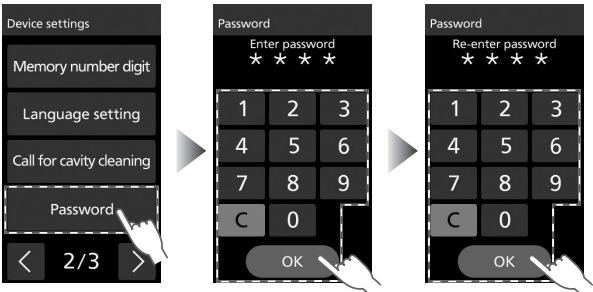 Device settings
Memory number digit
Language setting
Call for cavity cleaning
Password
< 2/3 >
Password
Enter password
* * * *
1 2 3
4 5 6
7 8 9
C 0
OK
Password
Re-enter password
* * * *
1 2 3
4 5 6
7 8 9
C 0
OK